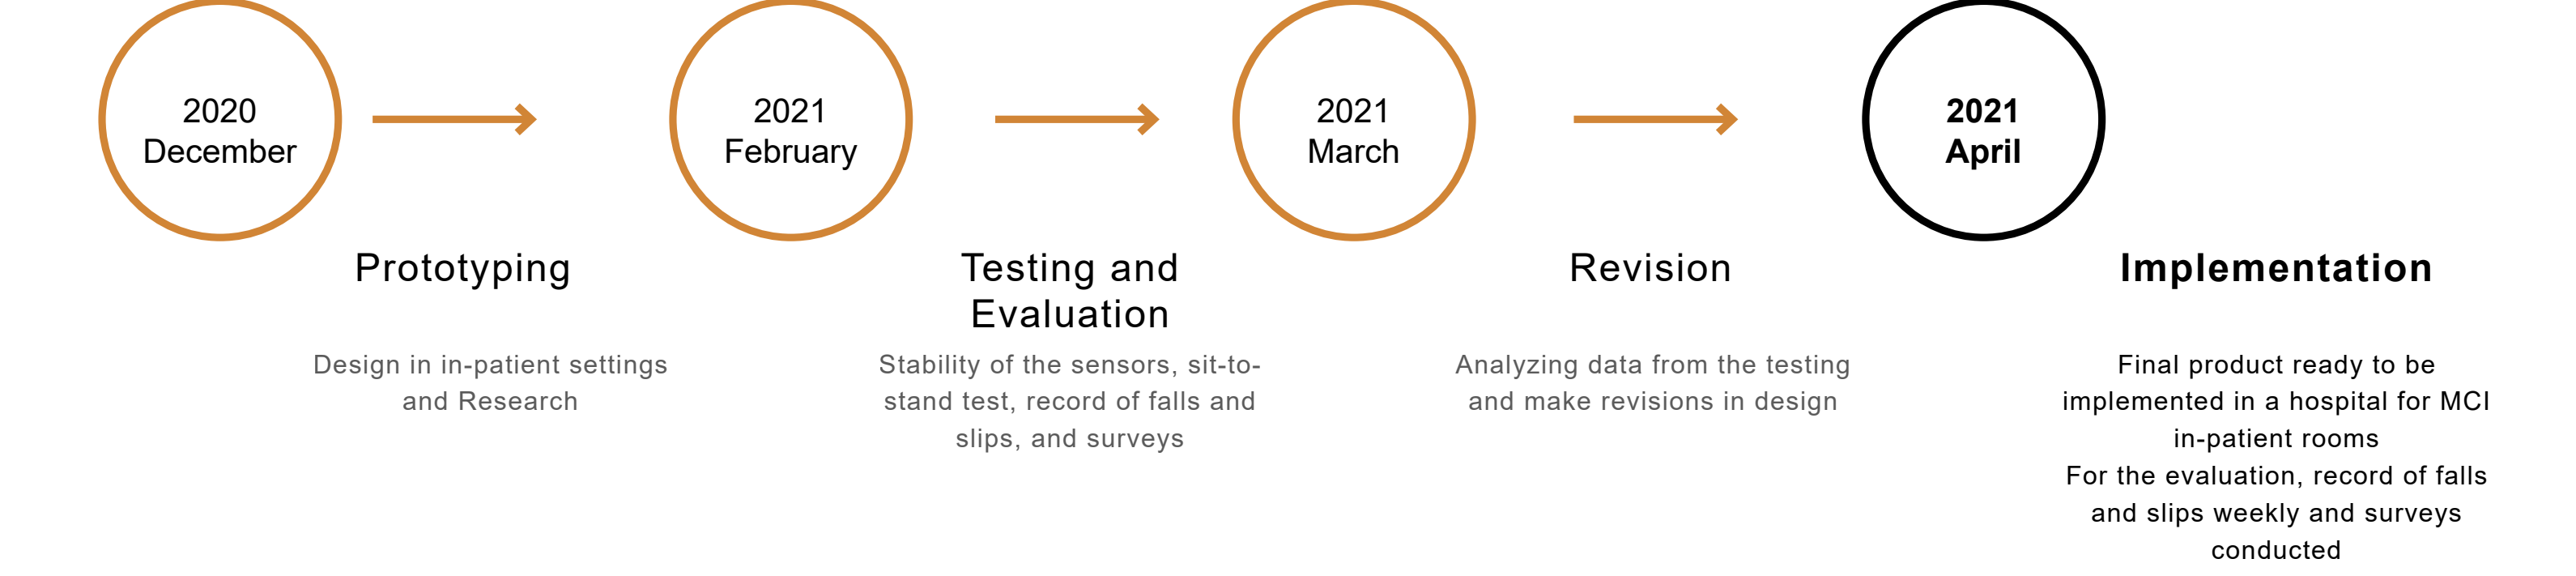 2020
December
2021
February
2021
March
2021
April
Prototyping
Testing and
Evaluation
Revision
Implementation
Design in in-patient settings
and Research
Stability of the sensors, sit-to-
stand test, record of falls and
slips, and surveys
Analyzing data from the testing
and make revisions in design
Final product ready to be
implemented in a hospital for MCI
in-patient rooms
For the evaluation, record of falls
and slips weekly and surveys
conducted